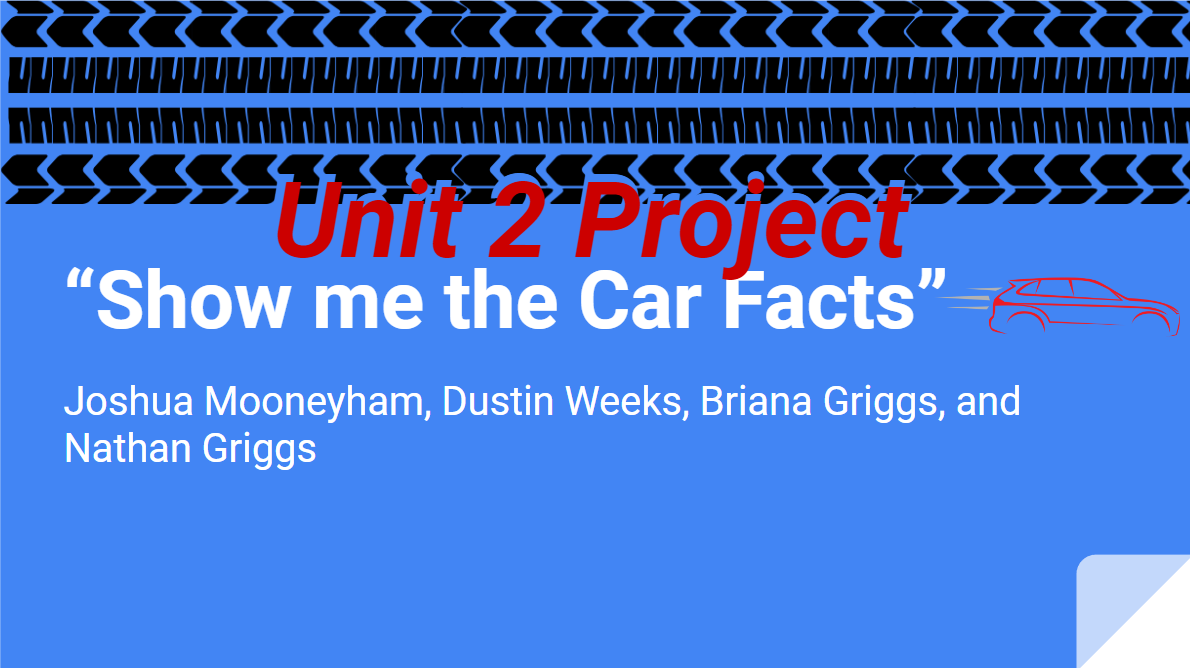 Unit 2 Project
“Show me the Car Facts”
Joshua Mooneyham, Dustin Weeks, Briana Griggs, and
Nathan Griggs